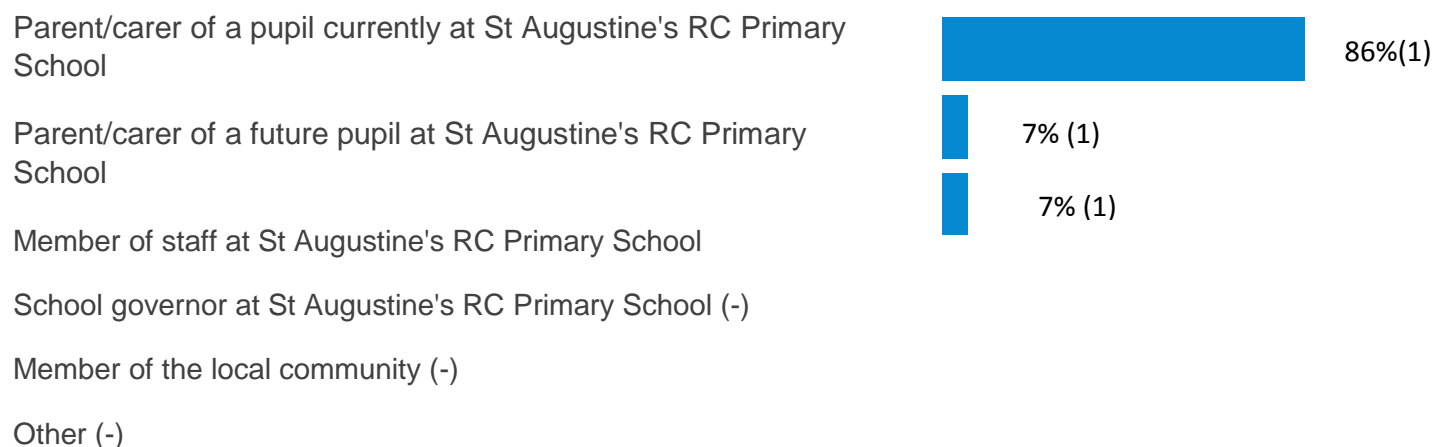 Parent/carer of a pupil currently at St Augustine's RC Primary
School
86%(1)
Parent/carer of a future pupil at St Augustine's RC Primary
School
7% (1)
Member of staff at St Augustine's RC Primary School
7% (1)
School governor at St Augustine's RC Primary School (-)
Member of the local community (-)
Other (-)